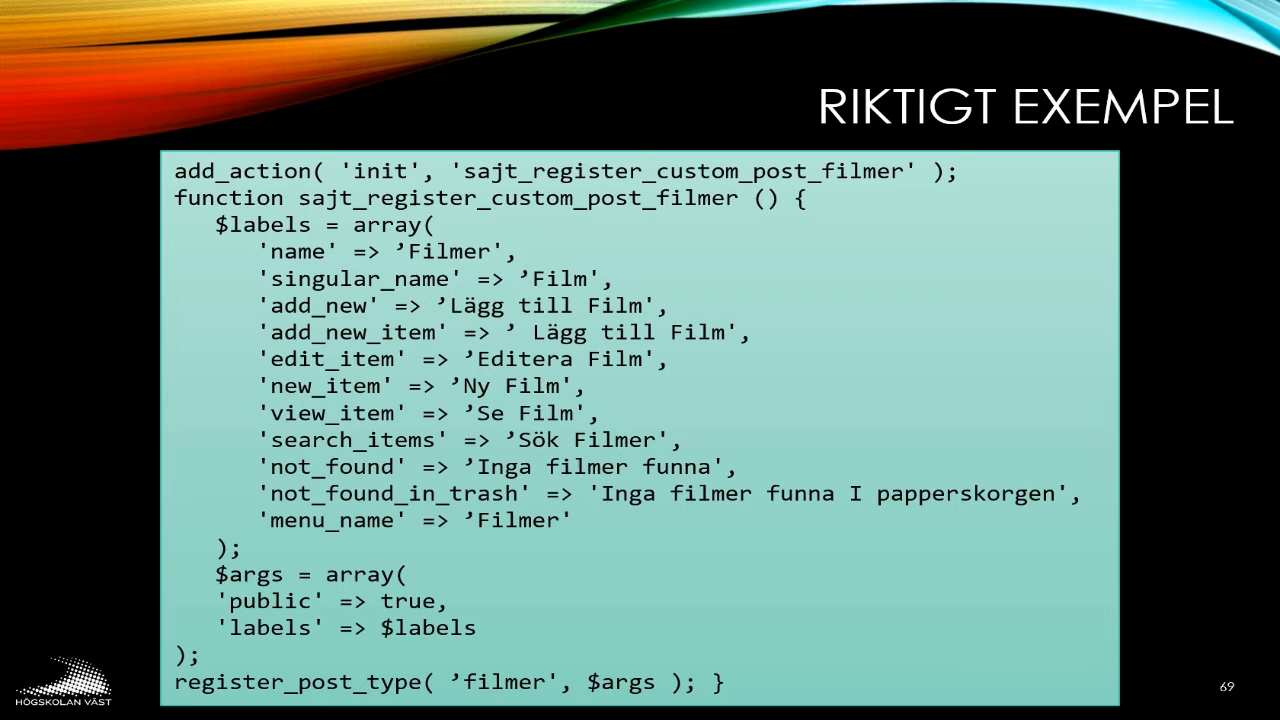 RIKTIGT EXEMPEL
add_action( 'init', 'sajt_register_custom_post_filmer' );
function sajt_register_custom_post_filmer () {
$labels = array(
'name' => ’Filmer',
'singular_name' => ’Film',
'add_new' => ’Lägg till Film',
'add_new_item' => ’ Lägg till Film',
'edit_item' => ’Editera Film',
'new_item' => ’Ny Film',
'view_item' => ’Se Film',
'search_items' => ’Sök Filmer',
'not_found' => ’Inga filmer funna',
'not_found_in_trash' => 'Inga filmer funna I papperskorgen',
'menu_name' => ’Filmer'
);
$args = array(
'public' => true,
'labels' => $labels
);
register_post_type( ’filmer', $args ); }
HÖGSKOLAN VÄST
69